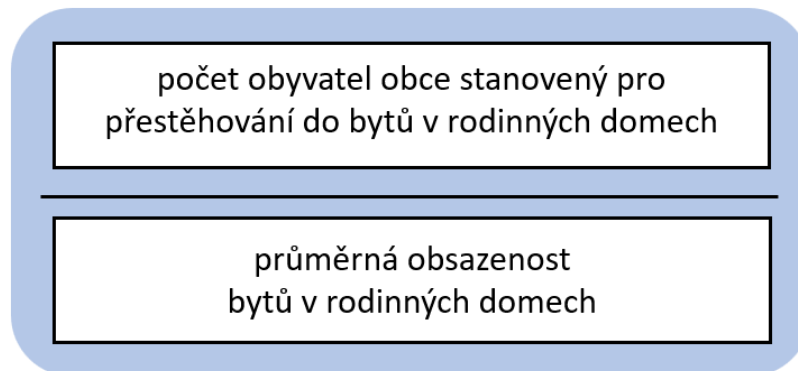 počet obyvatel obce stanovený pro
přestěhování do bytů v rodinných domech
průměrná obsazenost
bytů v rodinných domech